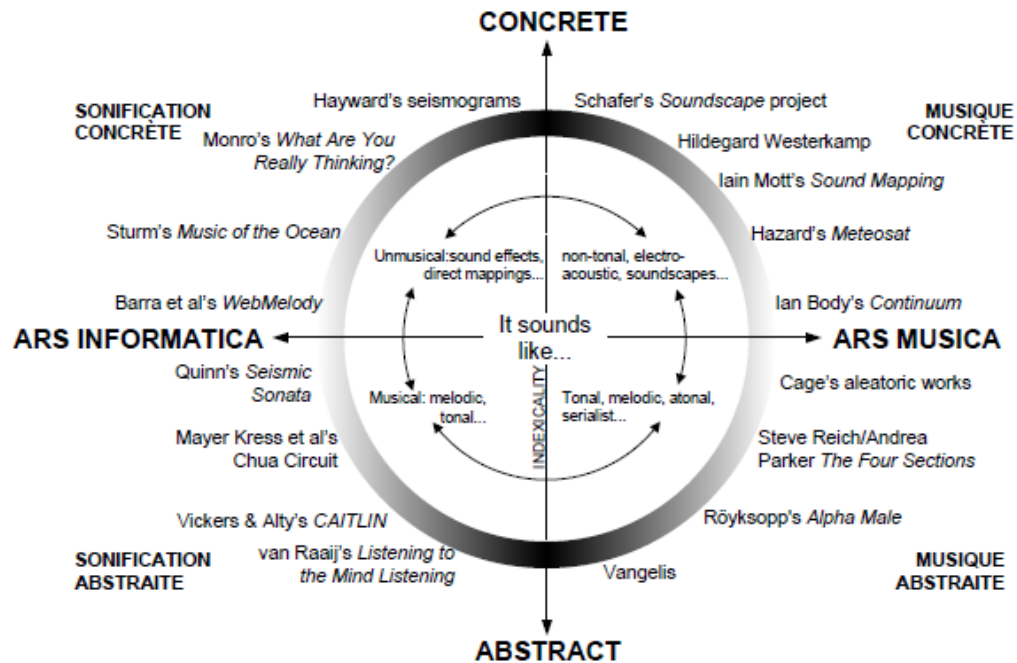 CONCRETE
SONIFICATION
CONCRÈTE
Hayward's seismograms
Schafer's Soundscape project
MUSIQUE
CONCRÈTE
Monro's What Are You
Really Thinking?
Hildegard Westerkamp
Iain Mott's Sound Mapping
Sturm's Music of the Ocean
Hazard's Meteosat
Unmusical:sound effects,
direct mappings...
non-tonal, electro-
acoustic, soundscapes...
Barra et al's WebMelody
Ian Body's Continuum
ARS INFORMATICA
It sounds
like...
ARS MUSICA
Quinn's Seismic
Sonata
Musical: melodic,
tonal...
INDEXICALITY
Tonal, melodic, atonal,
serialist...
Cage's aleatoric works
Mayer Kress et al's
Chua Circuit
Steve Reich/Andrea
Parker The Four Sections
Vickers & Alty's CAITLIN
Röyksopp's Alpha Male
SONIFICATION
ABSTRAITE
van Raaij's Listening to
the Mind Listening
Vangelis
MUSIQUE
ABSTRAITE
ABSTRACT